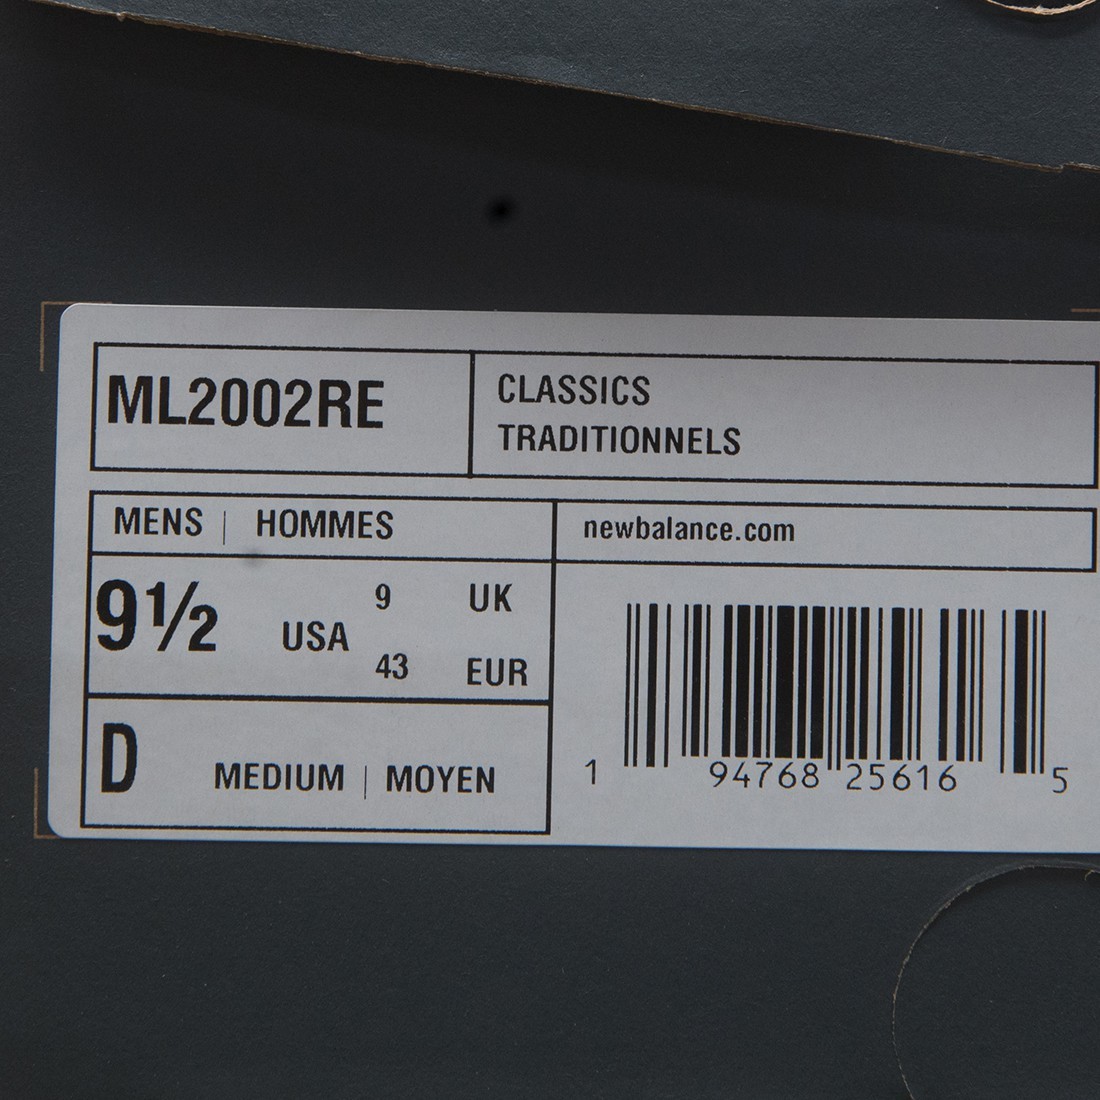 ML2002RE
CLASSICS
TRADITIONNELS
MENS | HOMMES
newbalance.com
9½ USA
9 UK
43 EUR
D MEDIUM | MOYEN
1 94768 25616 5